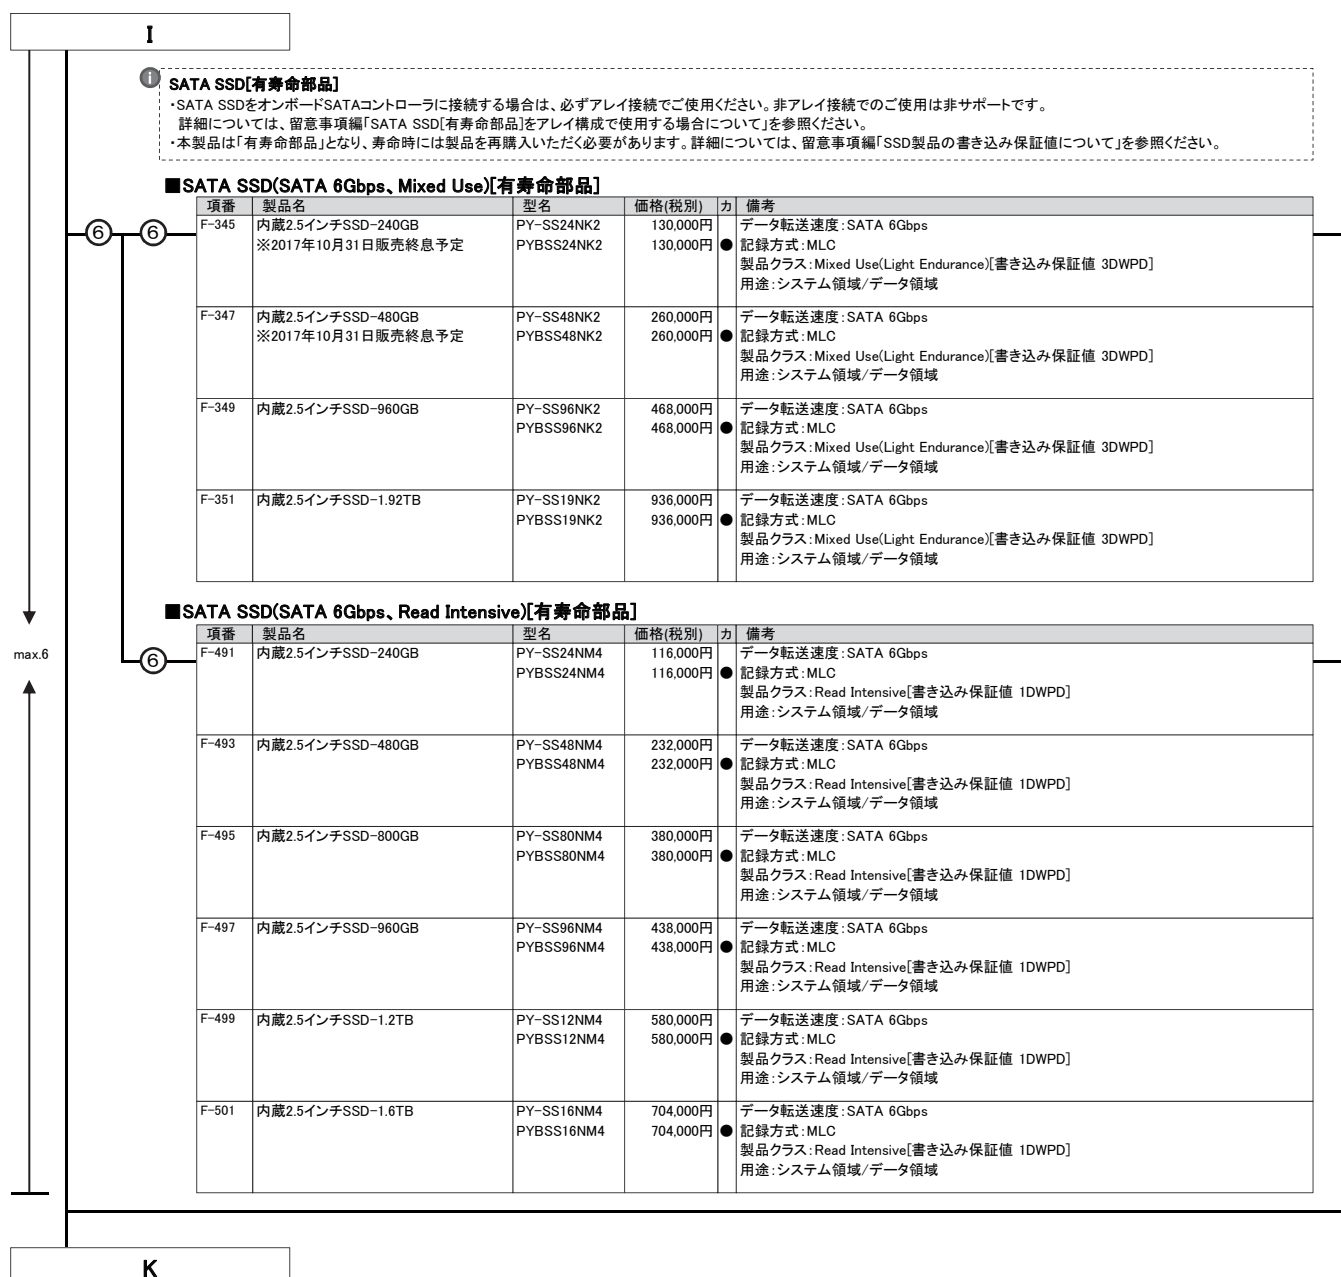 I
i
SATA SSD[有寿命部品]
・SATA SSDをオンボードSATAコントローラに接続する場合は、必ずアレイ接続でご使用ください。非アレイ接続でのご使用は非サポートです。
詳細については、留意事項編「SATA SSD[有寿命部品]をアレイ構成で使用する場合について」を参照ください。
・本製品は「有寿命部品」となり、寿命時には製品を再購入いただく必要があります。詳細については、留意事項編「SSD製品の書き込み保証値について」を参照ください。
■SATA SSD(SATA 6Gbps、Mixed Use)[有寿命部品]
項番 製品名 型名 価格(税別) カ 備考
⑥ ⑥ F-345 内蔵2.5インチSSD-240GB PY-SS24NK2 130,000円 データ転送速度:SATA 6Gbps
※2017年10月31日販売終息予定 PYBSS24NK2 130,000円 ● 記録方式:MLC
製品クラス:Mixed Use(Light Endurance)[書き込み保証値 3DWPD]
用途:システム領域/データ領域
F-347 内蔵2.5インチSSD-480GB PY-SS48NK2 260,000円 データ転送速度:SATA 6Gbps
※2017年10月31日販売終息予定 PYBSS48NK2 260,000円 ● 記録方式:MLC
製品クラス:Mixed Use(Light Endurance)[書き込み保証値 3DWPD]
用途:システム領域/データ領域
F-349 内蔵2.5インチSSD-960GB PY-SS96NK2 468,000円 データ転送速度:SATA 6Gbps
PYBSS96NK2 468,000円 ● 記録方式:MLC
製品クラス:Mixed Use(Light Endurance)[書き込み保証値 3DWPD]
用途:システム領域/データ領域
F-351 内蔵2.5インチSSD-1.92TB PY-SS19NK2 936,000円 データ転送速度:SATA 6Gbps
PYBSS19NK2 936,000円 ● 記録方式:MLC
製品クラス:Mixed Use(Light Endurance)[書き込み保証値 3DWPD]
用途:システム領域/データ領域
■SATA SSD(SATA 6Gbps、Read Intensive)[有寿命部品]
項番 製品名 型名 価格(税別) カ 備考
max.6 ⑥ F-491 内蔵2.5インチSSD-240GB PY-SS24NM4 116,000円 データ転送速度:SATA 6Gbps
PYBSS24NM4 116,000円 ● 記録方式:MLC
製品クラス:Read Intensive[書き込み保証値 1DWPD]
用途:システム領域/データ領域
F-493 内蔵2.5インチSSD-480GB PY-SS48NM4 232,000円 データ転送速度:SATA 6Gbps
PYBSS48NM4 232,000円 ● 記録方式:MLC
製品クラス:Read Intensive[書き込み保証値 1DWPD]
用途:システム領域/データ領域
F-495 内蔵2.5インチSSD-800GB PY-SS80NM4 380,000円 データ転送速度:SATA 6Gbps
PYBSS80NM4 380,000円 ● 記録方式:MLC
製品クラス:Read Intensive[書き込み保証値 1DWPD]
用途:システム領域/データ領域
F-497 内蔵2.5インチSSD-960GB PY-SS96NM4 438,000円 データ転送速度:SATA 6Gbps
PYBSS96NM4 438,000円 ● 記録方式:MLC
製品クラス:Read Intensive[書き込み保証値 1DWPD]
用途:システム領域/データ領域
F-499 内蔵2.5インチSSD-1.2TB PY-SS12NM4 580,000円 データ転送速度:SATA 6Gbps
PYBSS12NM4 580,000円 ● 記録方式:MLC
製品クラス:Read Intensive[書き込み保証値 1DWPD]
用途:システム領域/データ領域
F-501 内蔵2.5インチSSD-1.6TB PY-SS16NM4 704,000円 データ転送速度:SATA 6Gbps
PYBSS16NM4 704,000円 ● 記録方式:MLC
製品クラス:Read Intensive[書き込み保証値 1DWPD]
用途:システム領域/データ領域
K